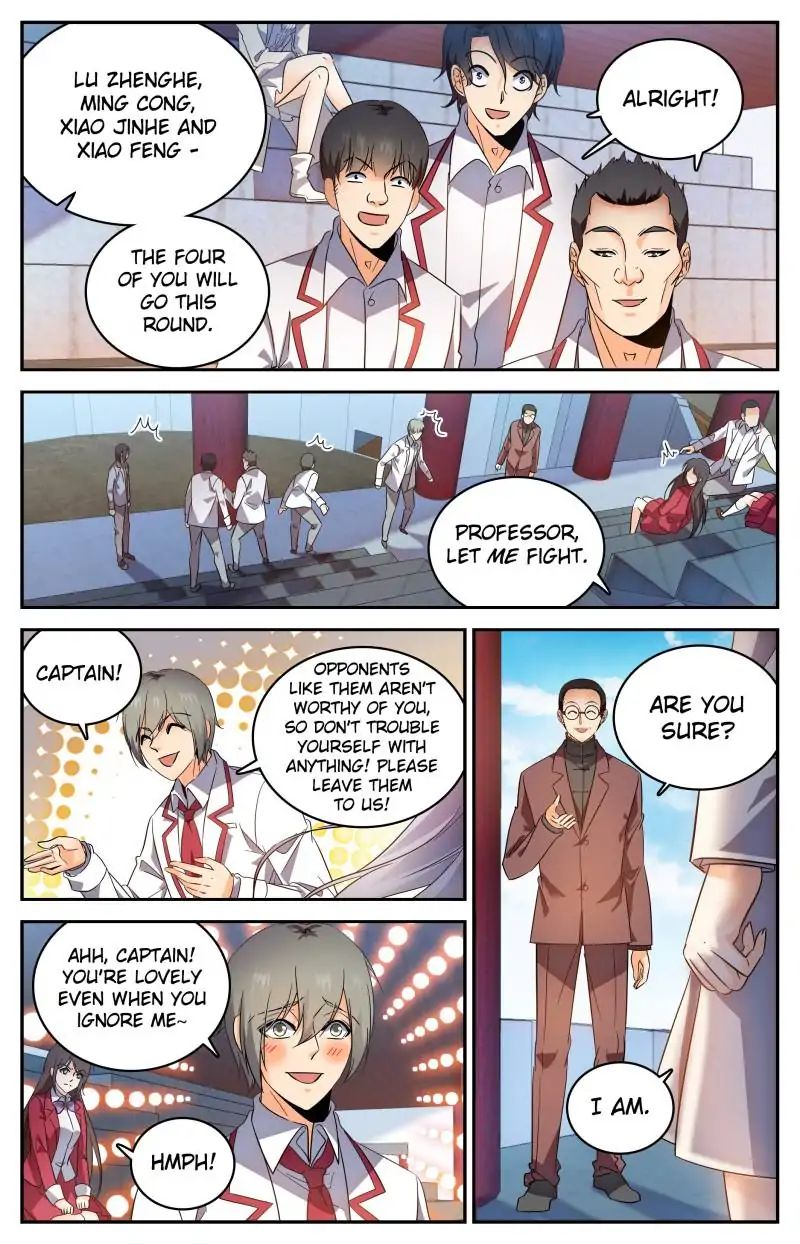 LU ZHENGHE,
MING CONG,
XIAO JINHE AND
XIAO FENG -
THE FOUR
OF YOU WILL
GO THIS
ROUND.
ALRIGHT!
PROFESSOR,
LET ME FIGHT.
CAPTAIN!
OPPONENTS
LIKE THEM AREN'T
WORTHY OF YOU,
SO DON'T TROUBLE
YOURSELF WITH
ANYTHING! PLEASE
LEAVE THEM
TO US!
ARE YOU
SURE?
I AM.
AHH, CAPTAIN!
YOU'RE LOVELY
EVEN WHEN YOU
IGNORE ME~
HMPH!